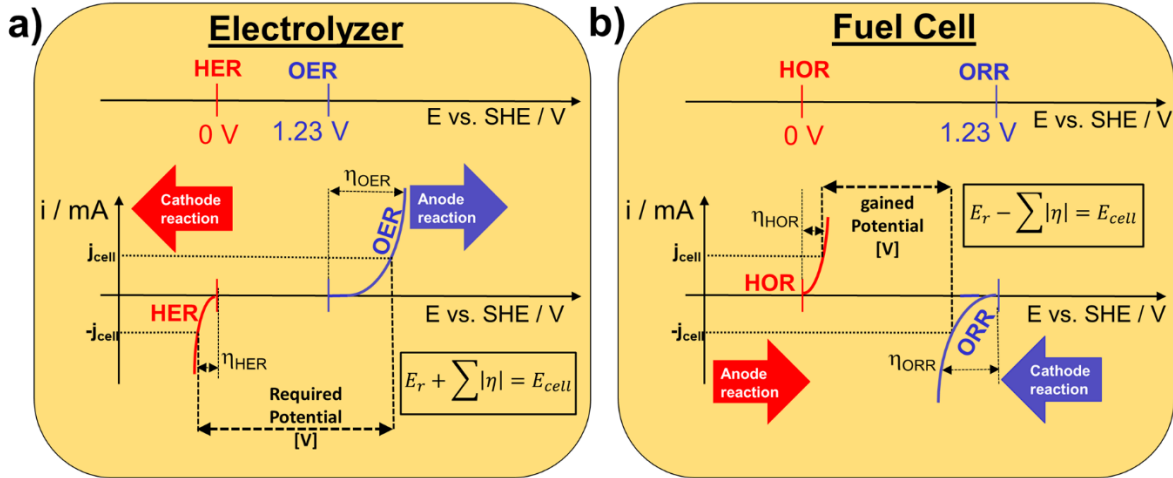 a)
Electrolyzer
HER
OER
0 V
1.23 V
E vs. SHE / V
Cathode
reaction
ηOER
Anode
reaction
i / mA
OER
jcell
HER
E vs. SHE / V
-jcell
ηHER
Required
Potential
[V]
Er + ∑|η| = Ecell
b)
Fuel Cell
HOR
ORR
0 V
1.23 V
E vs. SHE / V
i / mA
ηHOR
gained
Potential
[V]
Er − ∑|η| = Ecell
jcell
HOR
E vs. SHE / V
-jcell
ORR
ηORR
Anode
reaction
Cathode
reaction